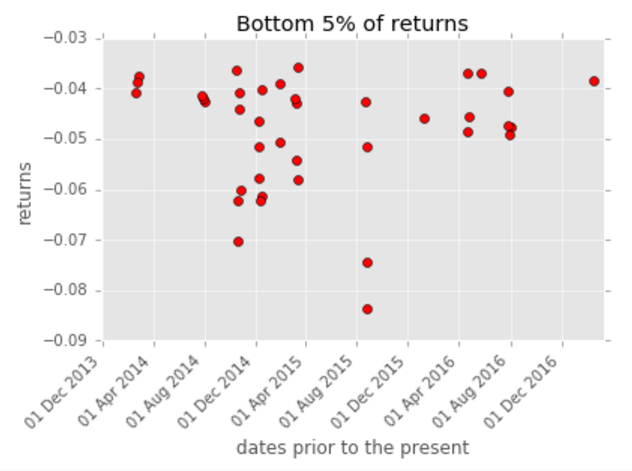 Bottom 5% of returns
−0.03
−0.04
−0.05
−0.06
−0.07
−0.08
−0.09
returns
01 Dec 2013
01 Apr 2014
01 Aug 2014
01 Dec 2014
01 Apr 2015
01 Aug 2015
01 Dec 2015
01 Apr 2016
01 Aug 2016
01 Dec 2016
dates prior to the present